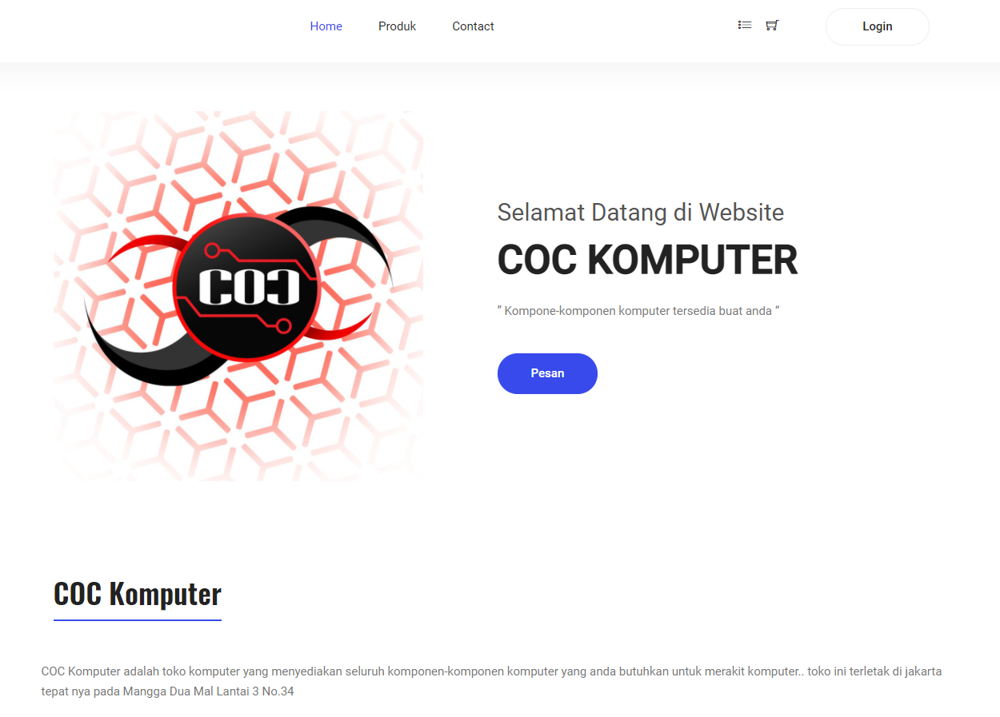 Home Produk Contact Login
COC
Selamat Datang di Website
COC KOMPUTER
” Kompone-komponen komputer tersedia buat anda “
Pesan
COC Komputer
COC Komputer adalah toko komputer yang menyediakan seluruh komponen-komponen komputer yang anda butuhkan untuk merakit komputer.. toko ini terletak di jakarta
tepat nya pada Mangga Dua Mal Lantai 3 No.34